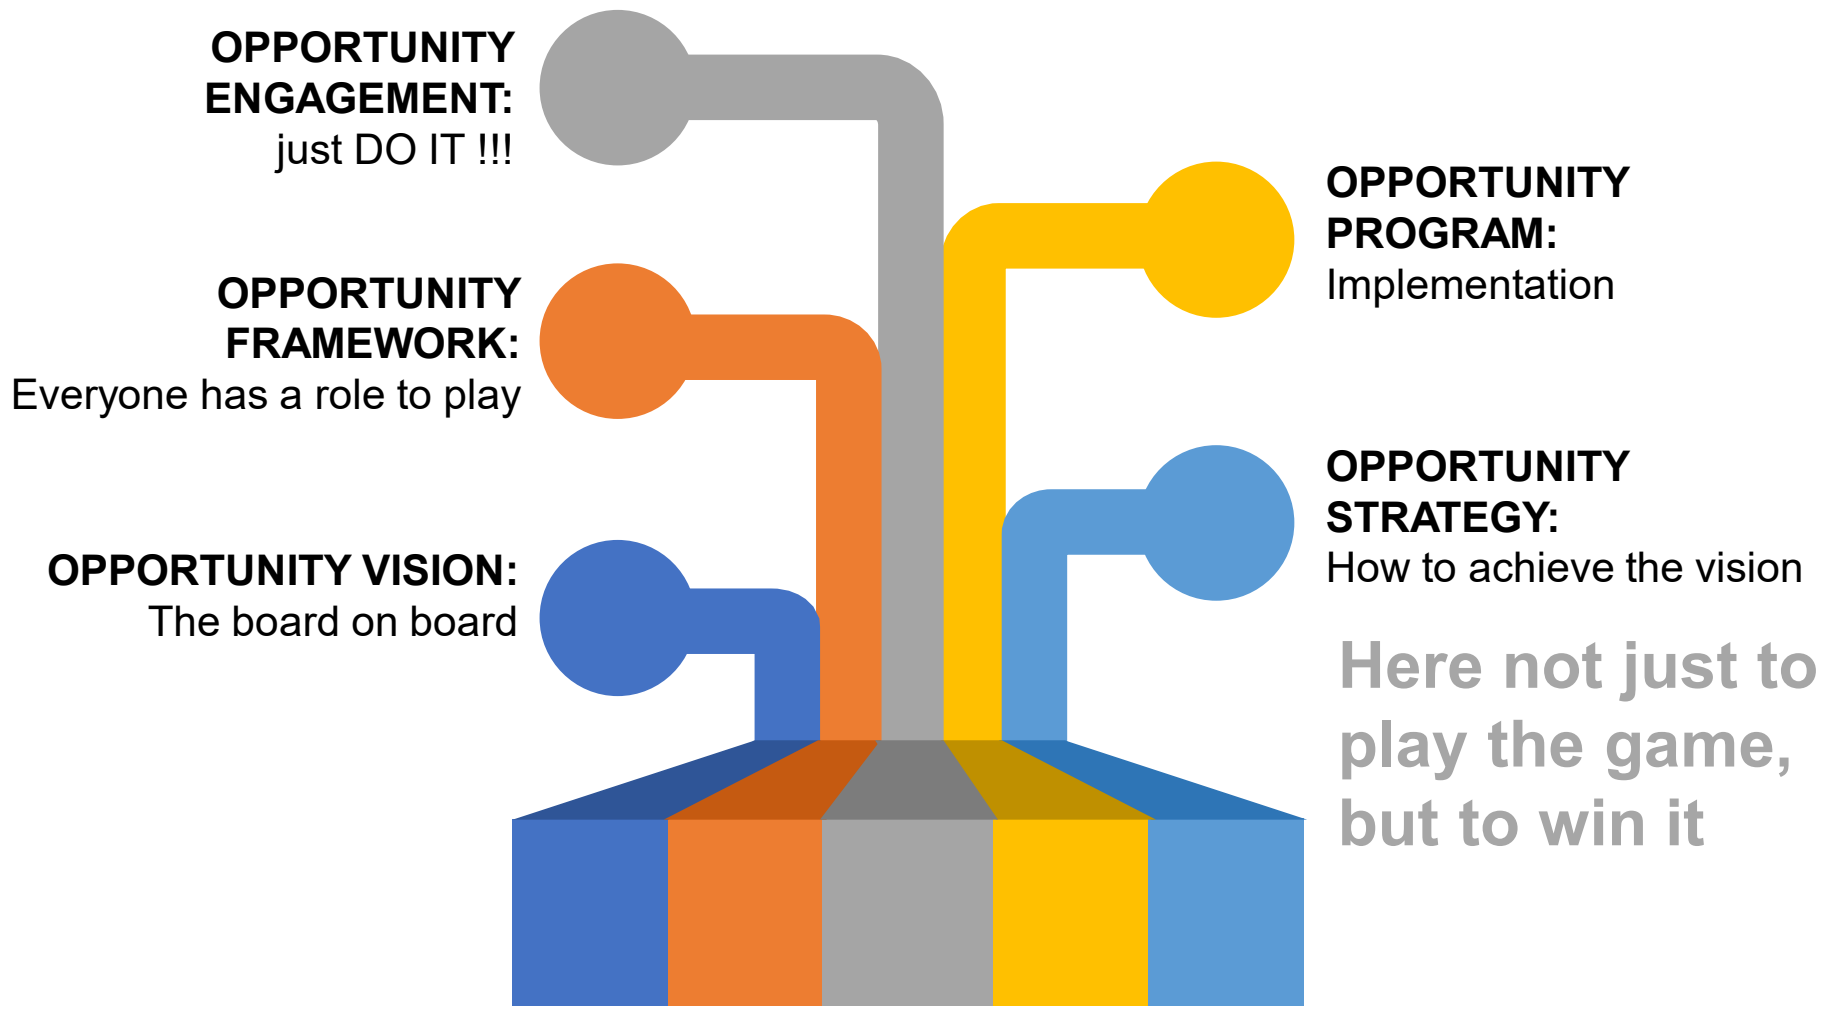 OPPORTUNITY
ENGAGEMENT:
just DO IT !!!
OPPORTUNITY
FRAMEWORK:
Everyone has a role to play
OPPORTUNITY VISION:
The board on board
OPPORTUNITY
PROGRAM:
Implementation
OPPORTUNITY
STRATEGY:
How to achieve the vision
Here not just to
play the game,
but to win it